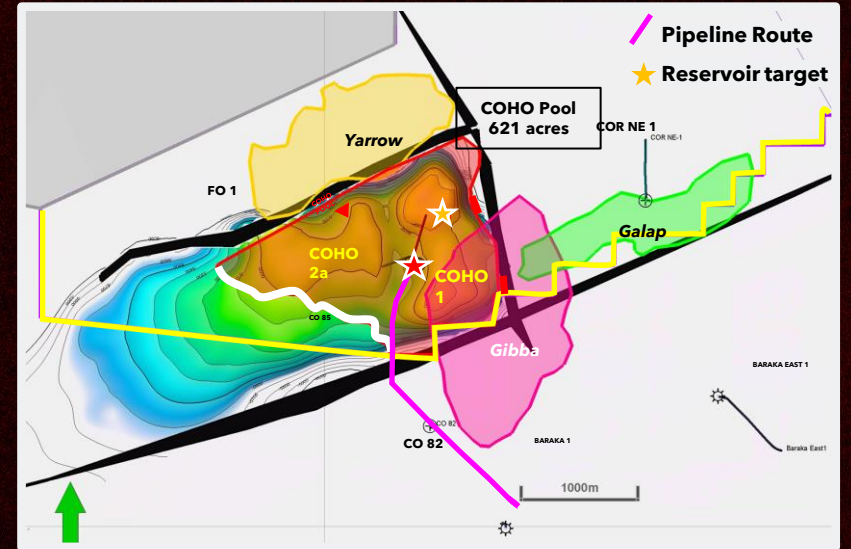 Pipeline Route
Reservoir target
COHO Pool
621 acres
COR NE 1
COR NE-1
Yarrow
FO 1
Galap
COHO
2a
COHO
1
CO 85
Gibba
BARAKA EAST 1
CO 82
CO 82
BARAKA 1
Baraka East1
1000m